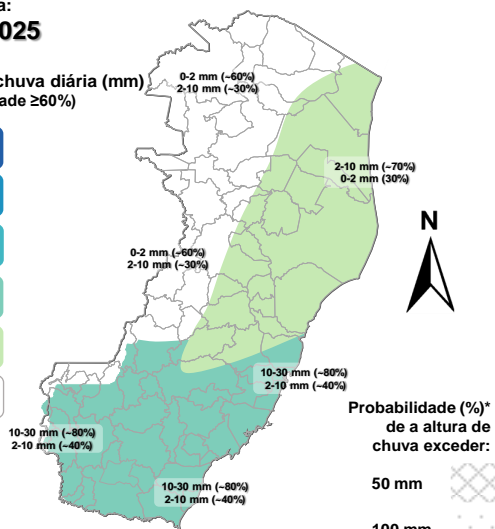 a:
025
chuva diária (mm)
ade ≥60%)
0-2 mm (~60%)
2-10 mm (~30%)
2-10 mm (~70%)
0-2 mm (30%)
N
0-2 mm (~60%)
2-10 mm (~30%)
10-30 mm (~80%)
2-10 mm (~40%)
10-30 mm (~80%)
2-10 mm (~40%)
10-30 mm (~80%)
2-10 mm (~40%)
Probabilidade (%)*
de a altura de
chuva exceder:
50 mm
100 mm